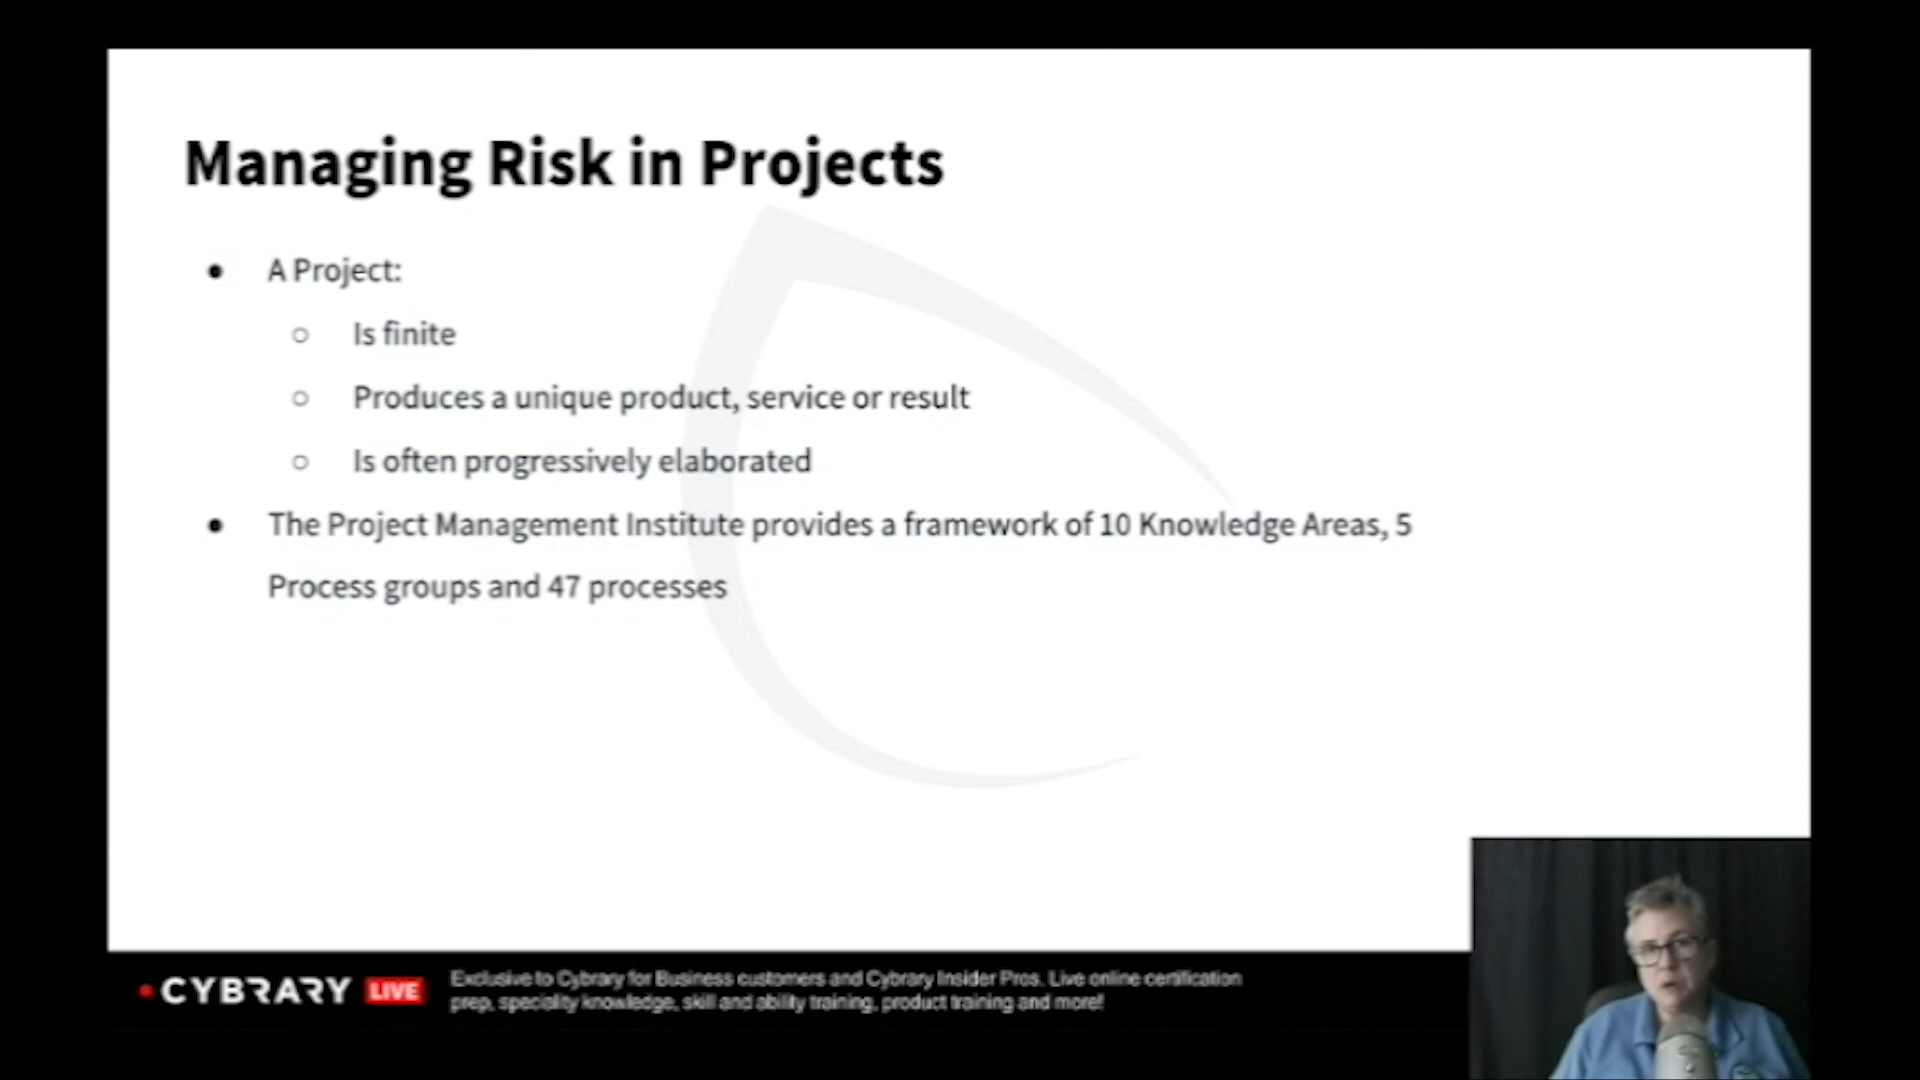 Managing Risk in Projects
● A Project:
○ Is finite
○ Produces a unique product, service or result
○ Is often progressively elaborated
● The Project Management Institute provides a framework of 10 Knowledge Areas, 5
Process groups and 47 processes
CYBRARY LIVE
Exclusive to Cybrary for Business customers and Cybrary Insider Pros. Live online certification
prep, speciality knowledge, skill and ability training, product training and more!